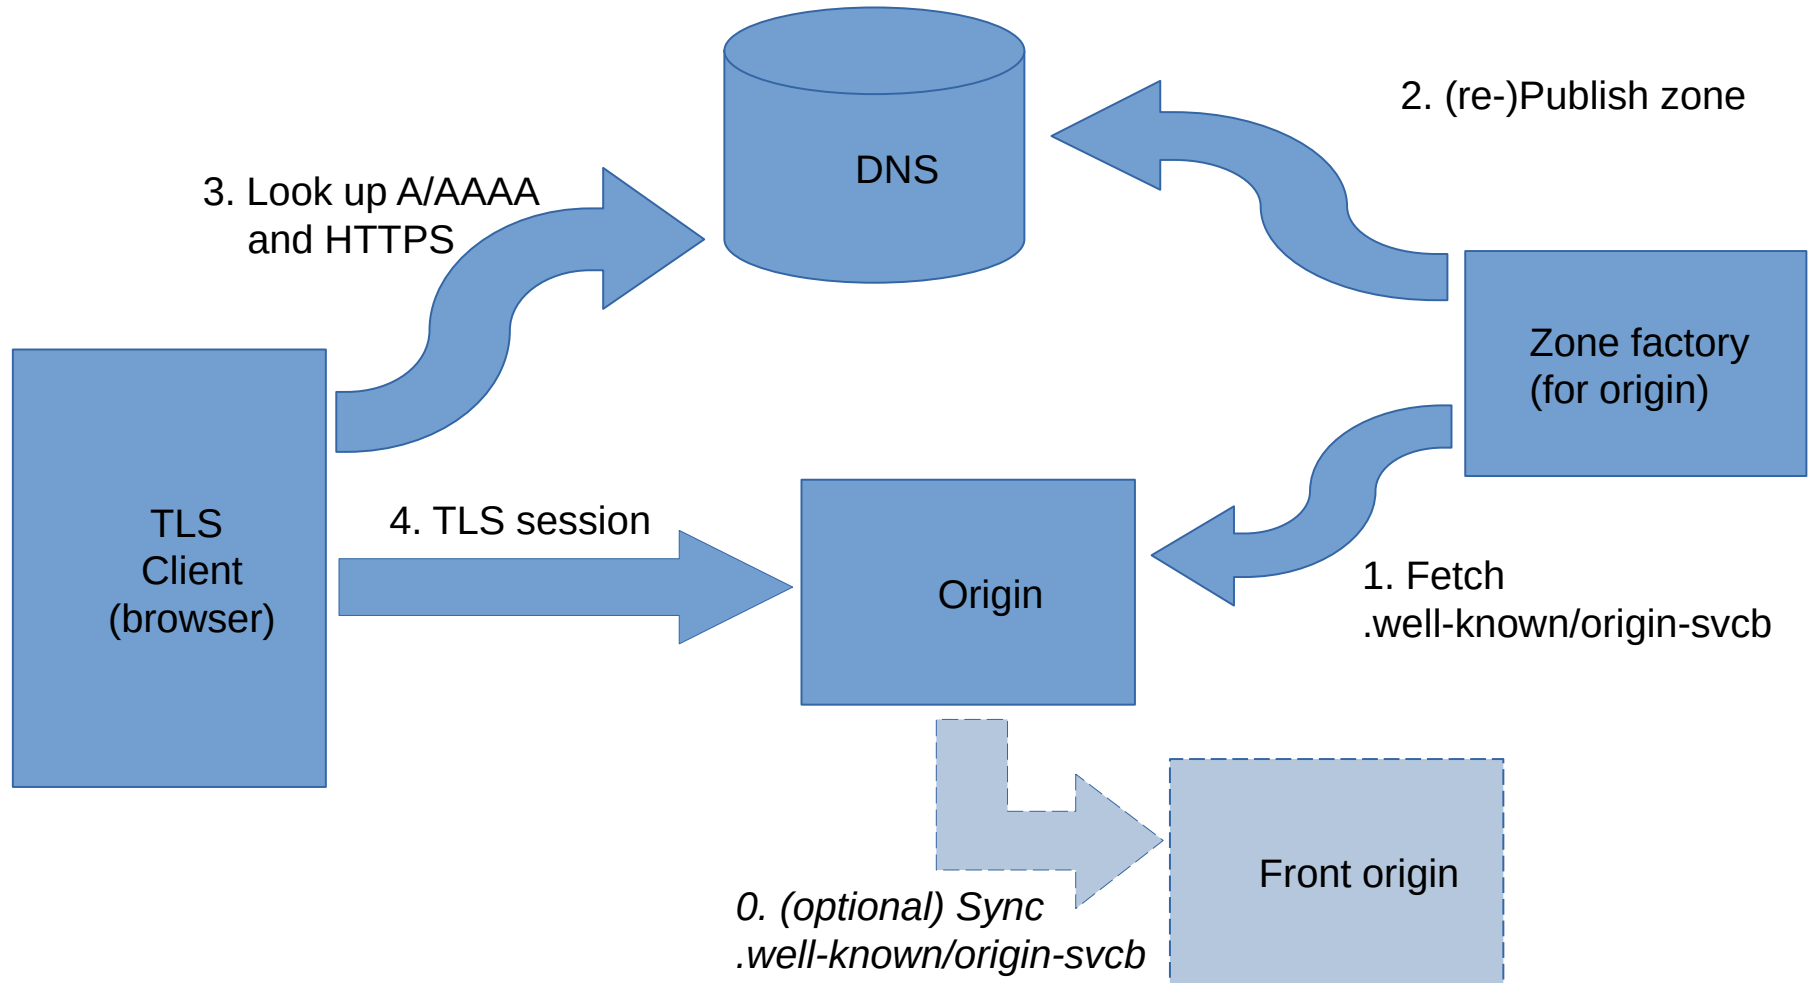 2. (re-)Publish zone
DNS
3. Look up A/AAAA
and HTTPS
Zone factory
(for origin)
TLS
Client
(browser)
4. TLS session
Origin
1. Fetch
.well-known/origin-svcb
Front origin
0. (optional) Sync
.well-known/origin-svcb